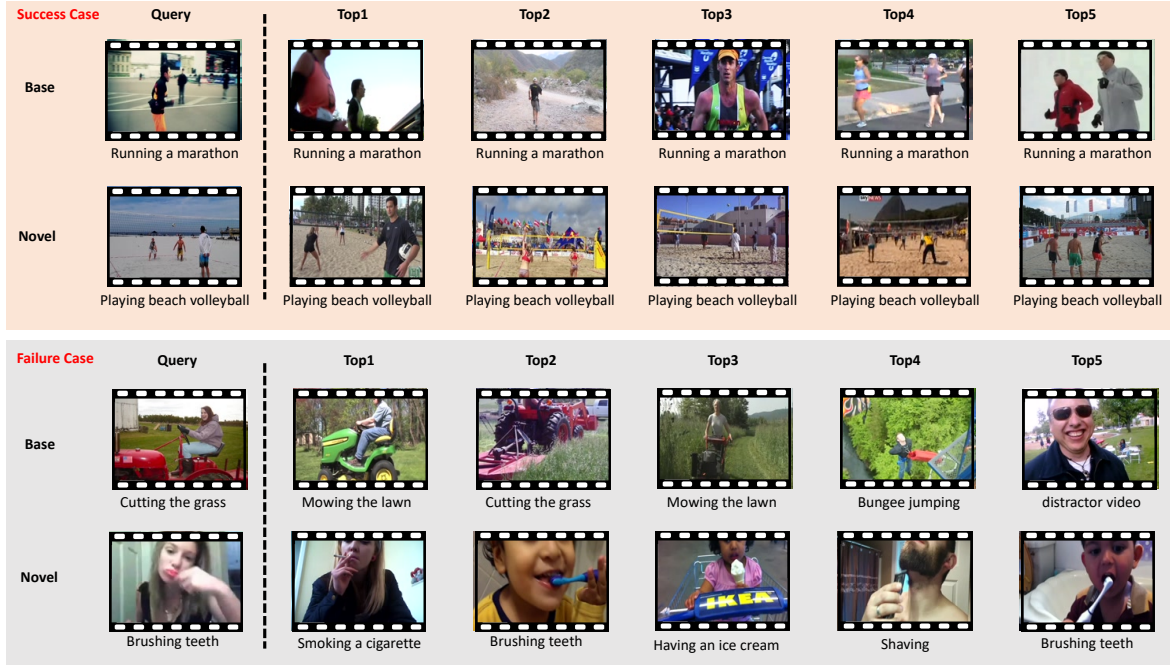 Success Case Query Top1 Top2 Top3 Top4 Top5
Base
Running a marathon Running a marathon Running a marathon Running a marathon Running a marathon Running a marathon
Novel
Playing beach volleyball Playing beach volleyball Playing beach volleyball Playing beach volleyball Playing beach volleyball Playing beach volleyball
Failure Case Query Top1 Top2 Top3 Top4 Top5
Base
Cutting the grass Mowing the lawn Cutting the grass Mowing the lawn Bungee jumping distractor video
Novel
IKEA
Brushing teeth Smoking a cigarette Brushing teeth Having an ice cream Shaving Brushing teeth